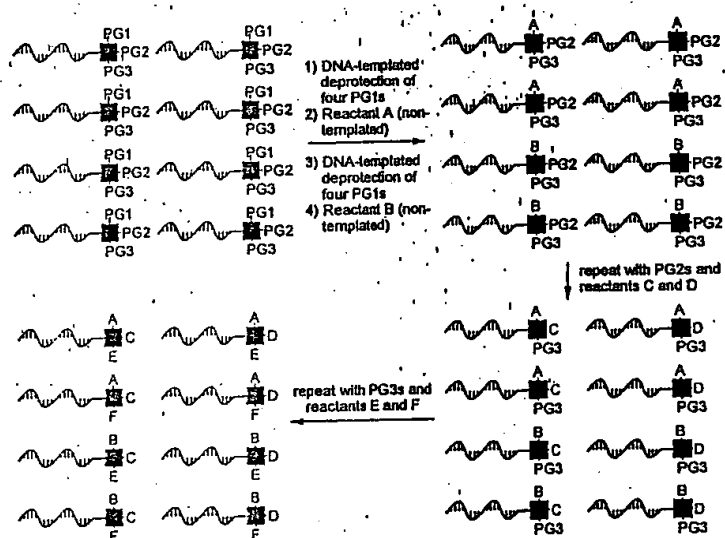 PG1 PG1
PG2 PG2
PG3 PG3
PG1 PG1
PG2 PG2
PG3 PG3
PG1 PG1
PG2 PG2
PG3 PG3
PG1 PG1
PG2 PG2
PG3 PG3
1) DNA-templated
deprotection of
four PG1s
2) Reactant A (non-
templated)
3) DNA-templated
deprotection of
four PG1s
4) Reactant B (non-
templated)
A A
PG2 PG2
PG3 PG3
A A
PG2 PG2
PG3 PG3
B B
PG2 PG2
PG3 PG3
B B
PG2 PG2
PG3 PG3
repeat with PG2s and
reactants C and D
A A
C D
PG3 PG3
A A
C D
PG3 PG3
B B
C D
PG3 PG3
B B
C D
PG3 PG3
repeat with PG3s and
reactants E and F
A A
C D
E E
A A
C D
F F
B B
C D
E E
B B
C D
F F